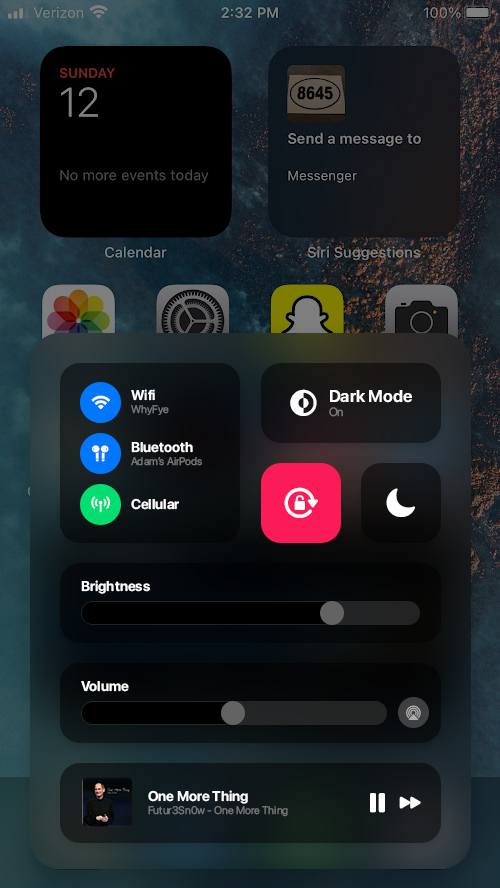 Verizon 2:32 PM 100%
SUNDAY
12
No more events today
8645
Send a message to
Messenger
Calendar
Siri Suggestions
Wifi
WhyFye
Dark Mode
On
Bluetooth
Adam's AirPods
Cellular
Brightness
Volume
One More Thing
Futur3Sn0w - One More Thing